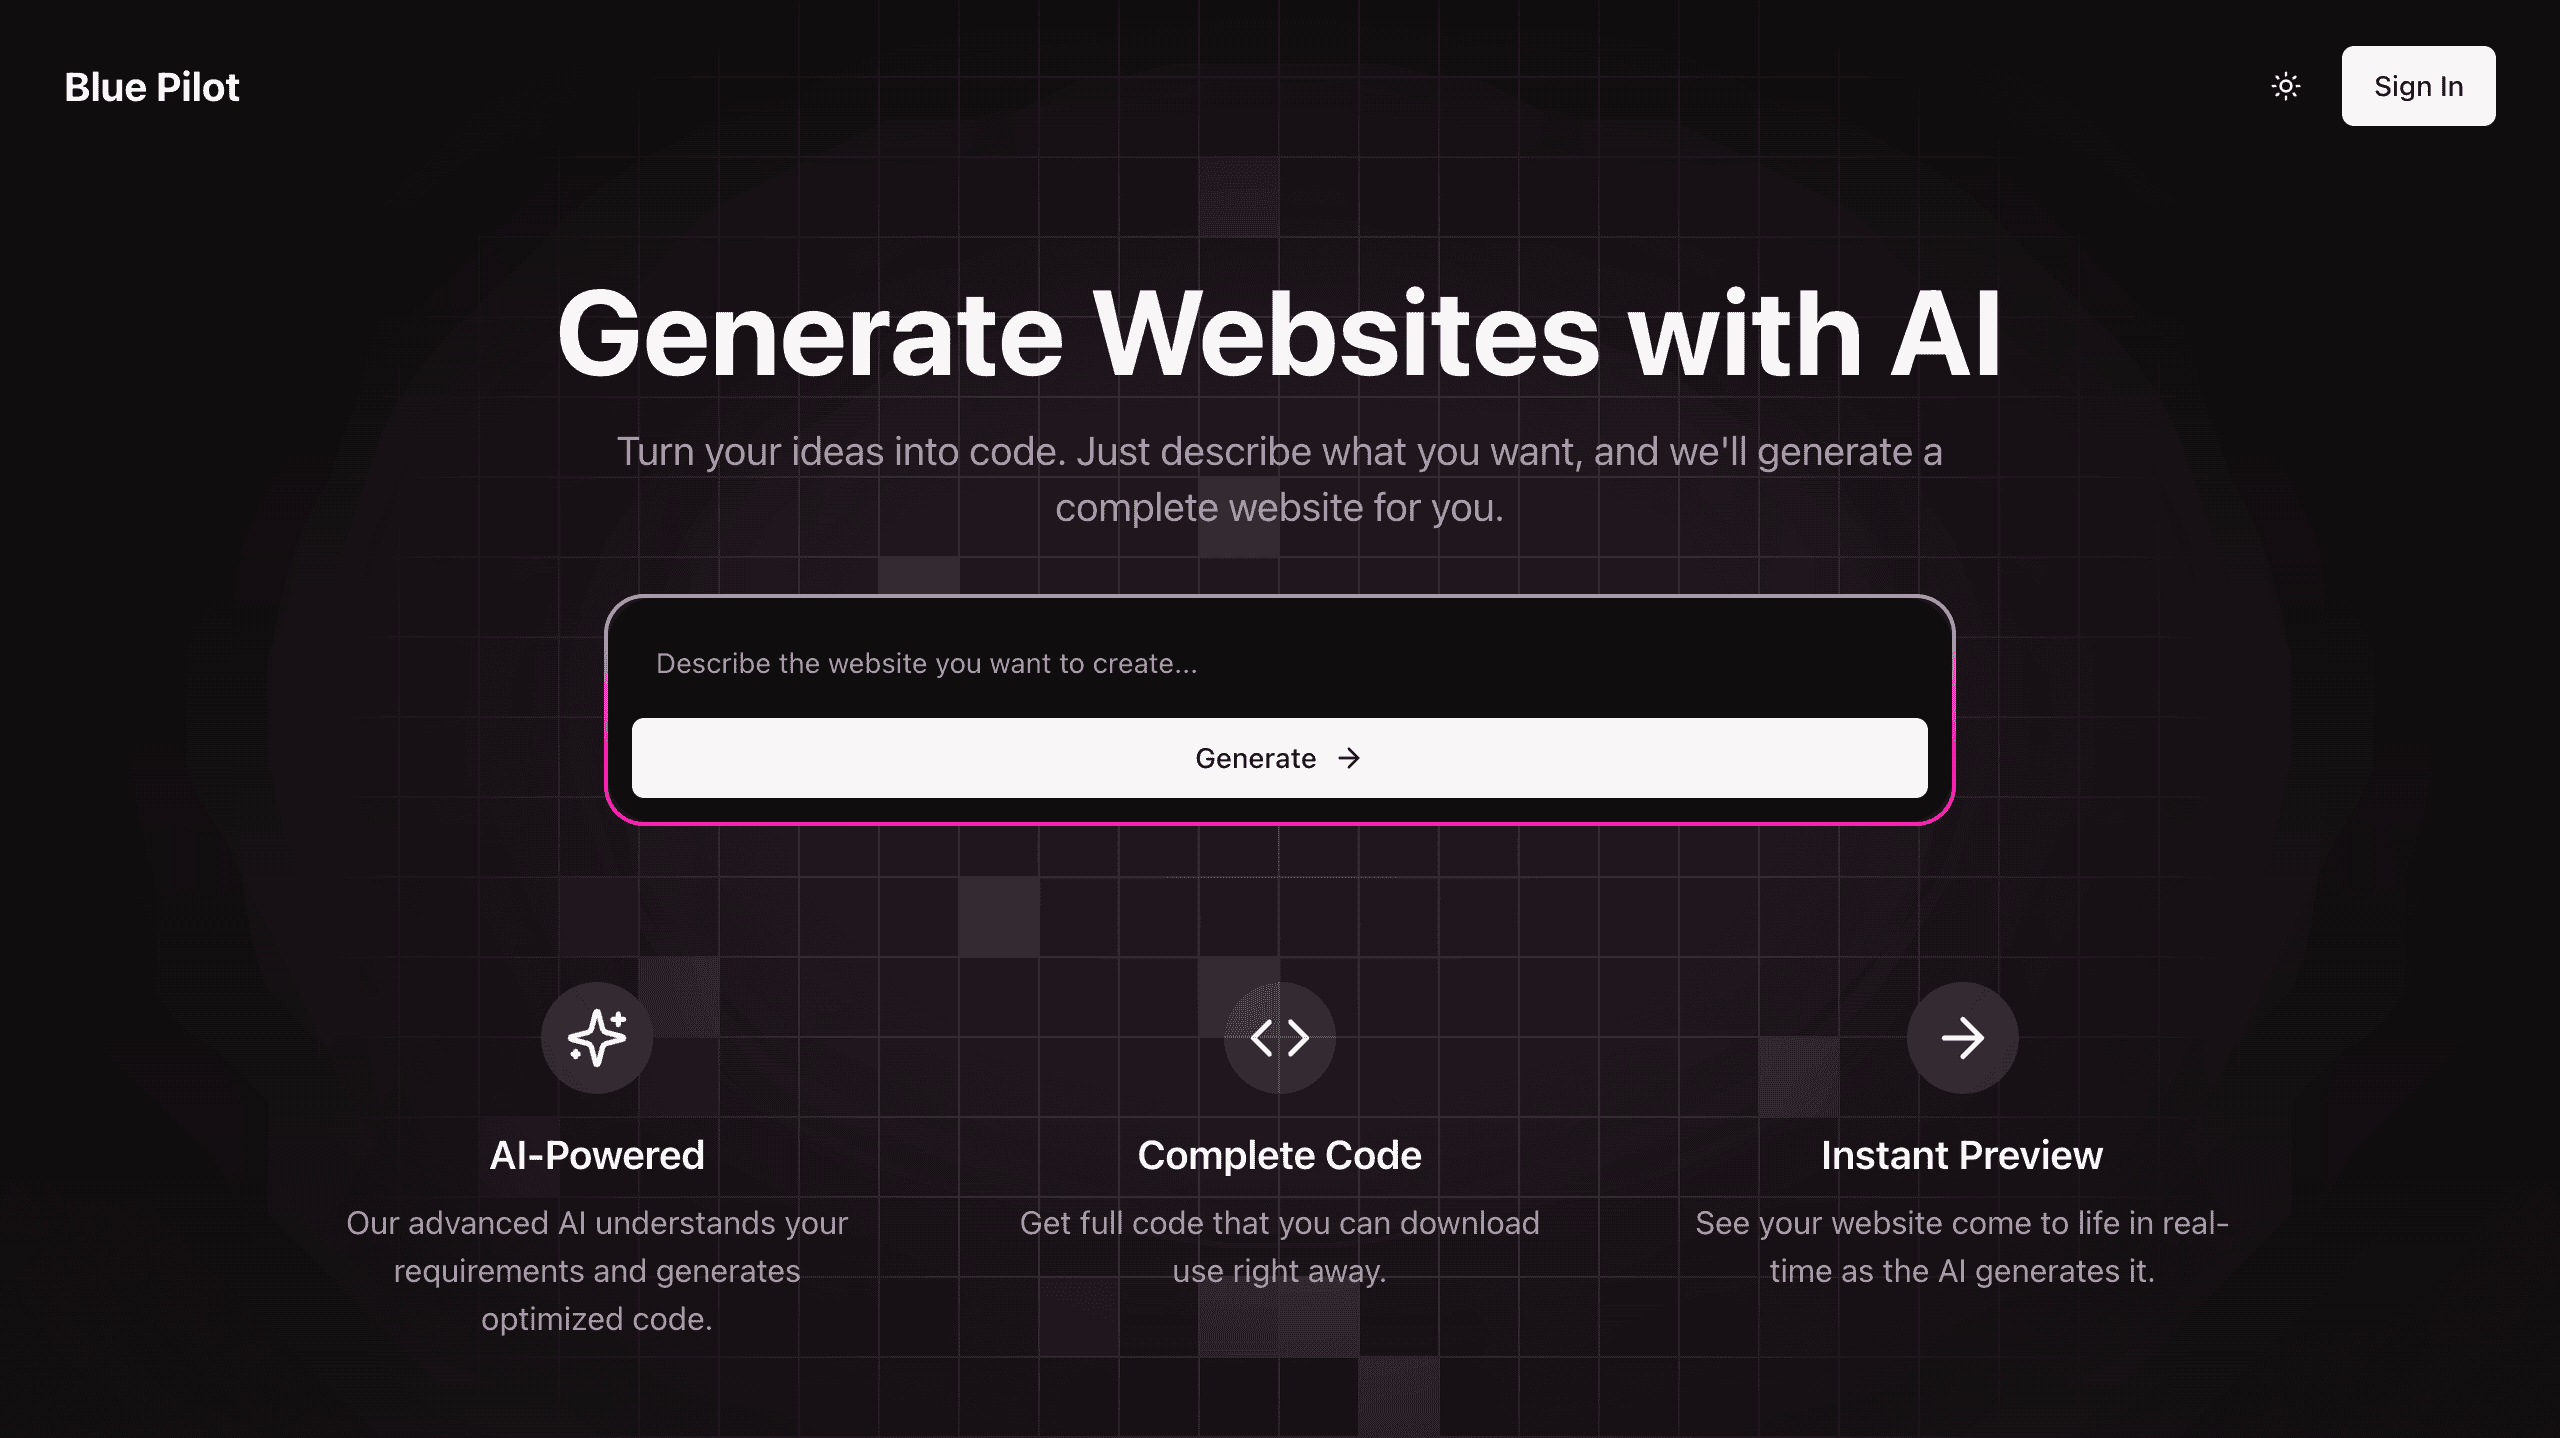 Blue Pilot
Sign In
Generate Websites with AI
Turn your ideas into code. Just describe what you want, and we'll generate a
complete website for you.
Describe the website you want to create...
Generate
AI-Powered
Our advanced AI understands your
requirements and generates
optimized code.
Complete Code
Get full code that you can download
use right away.
Instant Preview
See your website come to life in real-
time as the AI generates it.